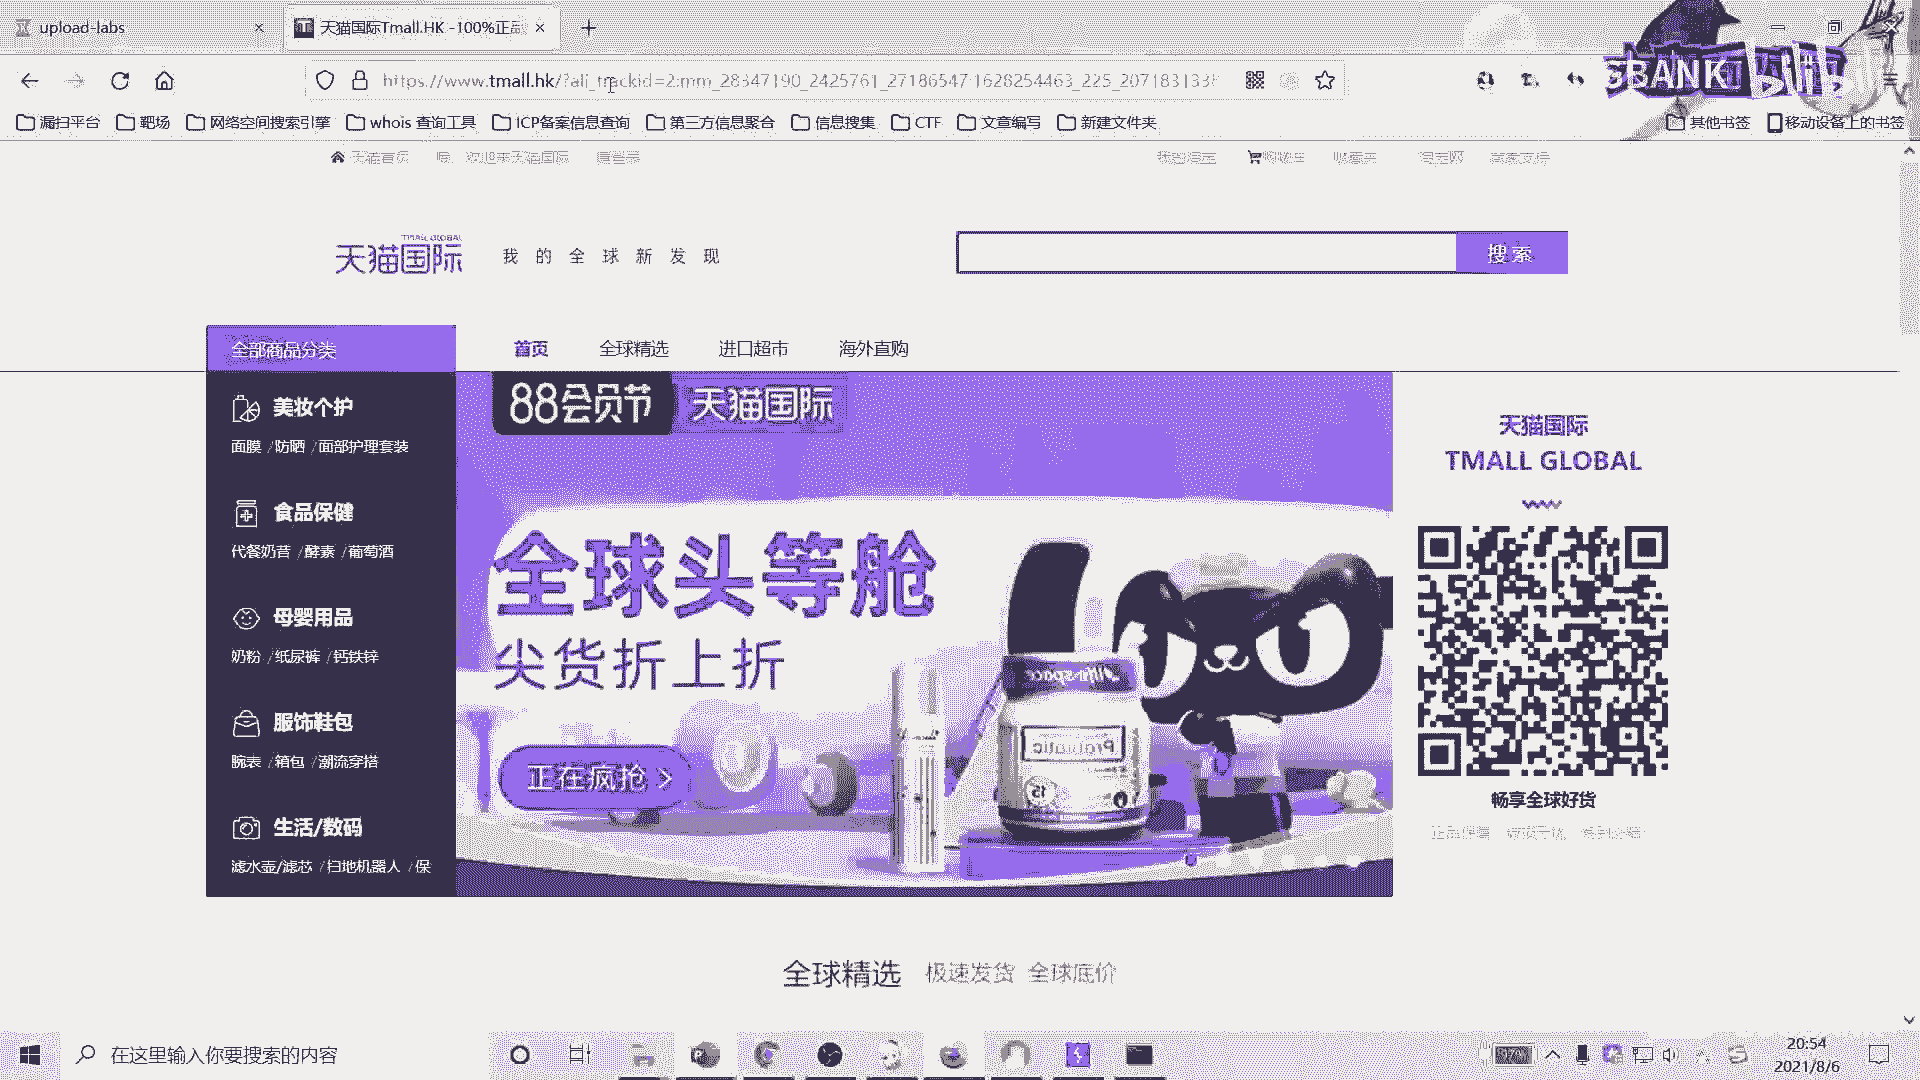 upload-labs
天猫国际Tmall.HK -100%正品
https://www.tmall.hk/?ali_trackid=2:mm_28347190_2425761_27186547:1628254463_225_207183133
漏扫平台
靶场
网络空间搜索引擎
whois 查询工具
ICP备案信息查询
第三方信息聚合
信息搜集
CTF
文章编写
新建文件夹
其他书签
移动设备上的书签
天猫首页
TMALL GLOBAL
天猫国际
我的全球新发现
搜索
全部商品分类
首页
全球精选
进口超市
海外直购
美妆个护
面膜 /防晒 /面部护理套装
食品保健
代餐奶昔 /酵素 /葡萄酒
母婴用品
奶粉 /纸尿裤 /钙铁锌
服饰鞋包
腕表 /箱包 /潮流穿搭
生活/数码
滤水壶/滤芯 /扫地机器人 /保
88会员节
天猫国际
全球头等舱
尖货折上折
正在疯抢 >
Probiotic
15
天猫国际
TMALL GLOBAL
畅享全球好货
全球精选 极速发货 全球底价
在这里输入你要搜索的内容
97%
20:54
2021/8/6